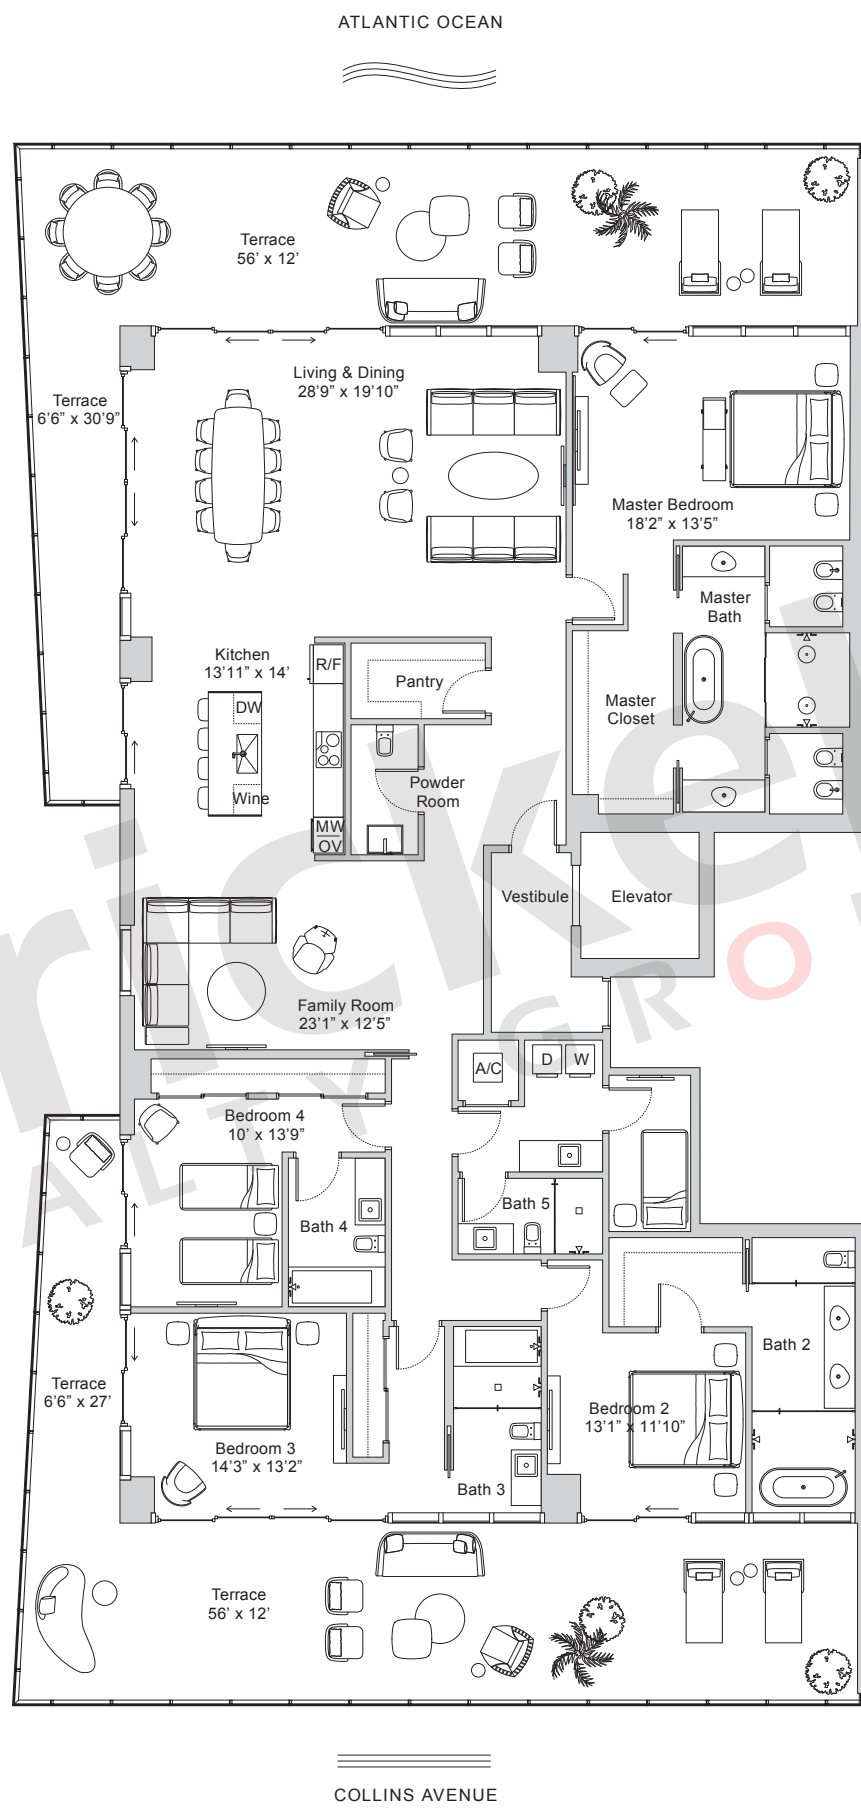 ATLANTIC OCEAN
Terrace
56' x 12'
Living & Dining
28'9" x 19'10"
Terrace
6'6" x 30'9"
Master Bedroom
18'2" x 13'5"
Master
Bath
Kitchen
13'11" x 14'
R/F
Pantry
Master
Closet
DW
Wine
Powder
Room
MW
OV
Vestibule
Elevator
Family Room
23'1" x 12'5"
A/C
D
W
Bedroom 4
10' x 13'9"
Bath 4
Bath 5
Bath 2
Terrace
6'6" x 27'
Bedroom 2
13'1" x 11'10"
Bedroom 3
14'3" x 13'2"
Bath 3
Terrace
56' x 12'
COLLINS AVENUE
ricke
ALTY GRO